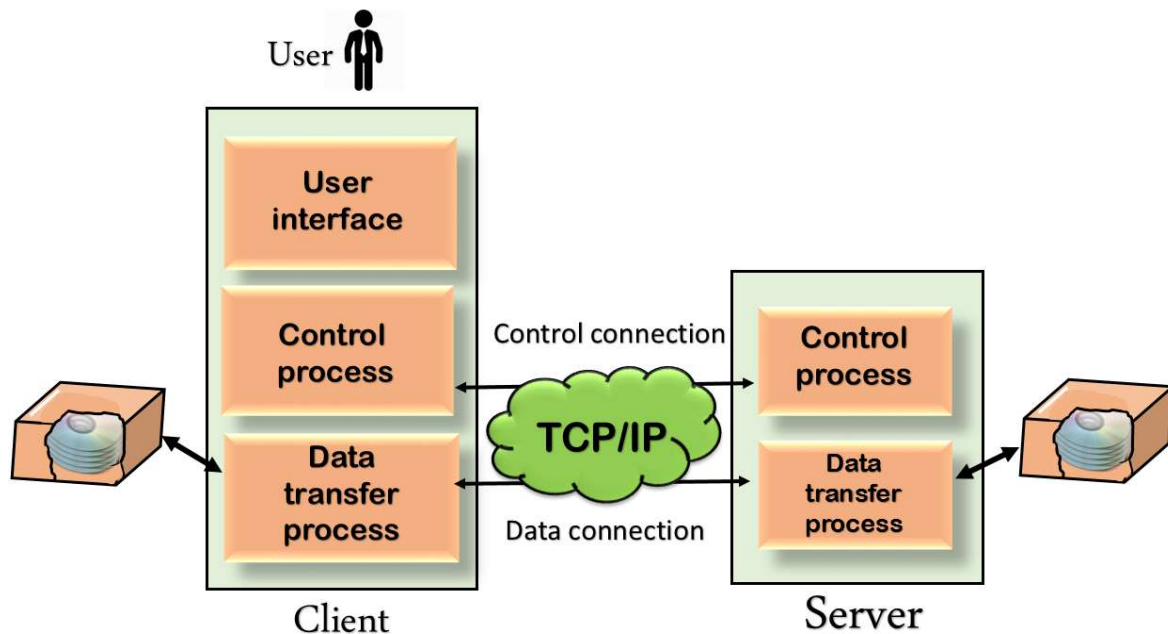 User
User
interface
Control
process
Data
transfer
process
Client
Control connection
TCP/IP
Data connection
Control
process
Data
transfer
process
Server